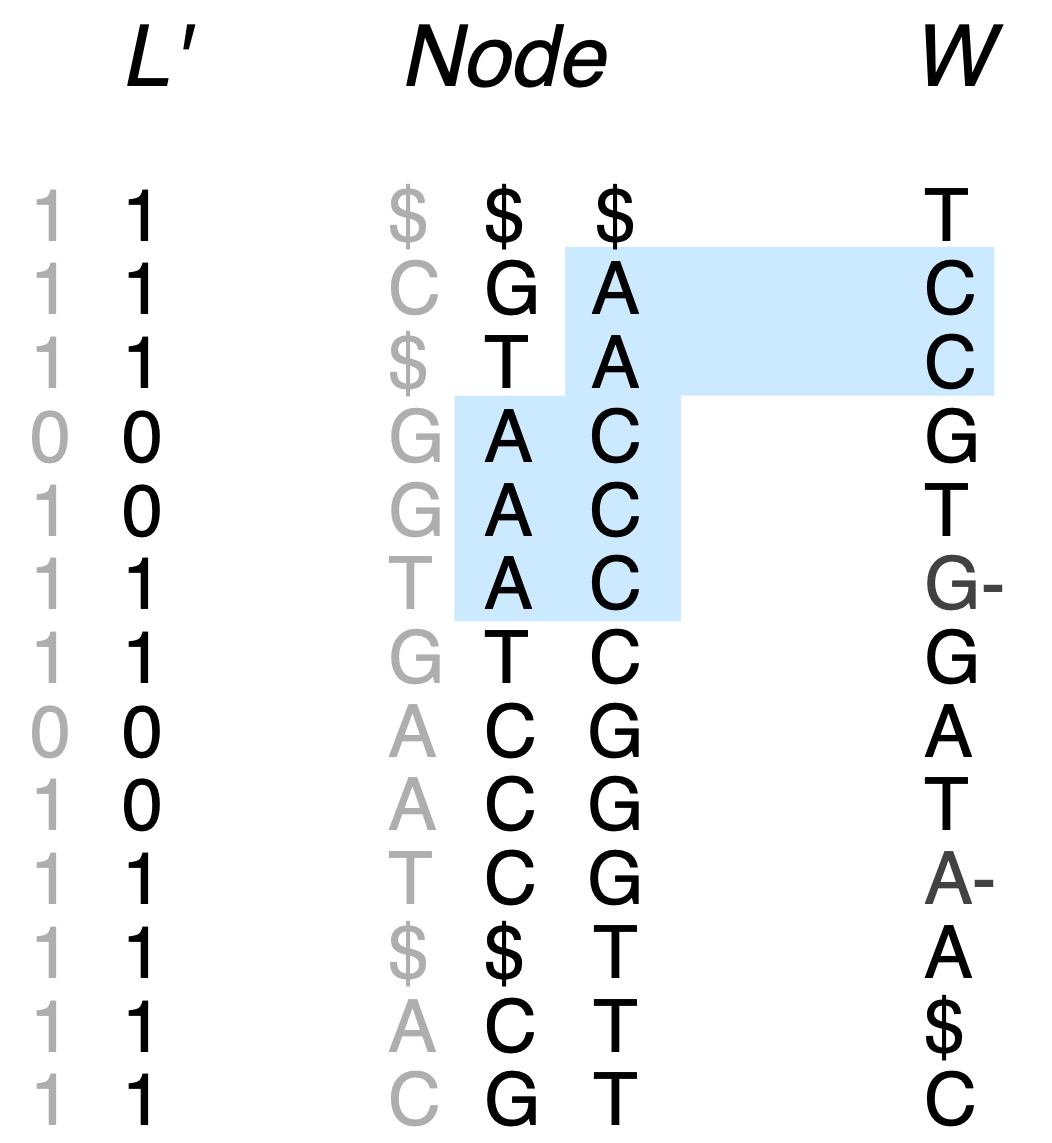 L' Node W
1 1 $ $ $ T
1 1 C G A C
1 1 $ T A C
0 0 G A C G
1 0 G A C T
1 1 T A C G-
1 1 G T C G
0 0 A C G A
1 0 A C G T
1 1 T C G A-
1 1 $ $ T A
1 1 A C T $
1 1 C G T C